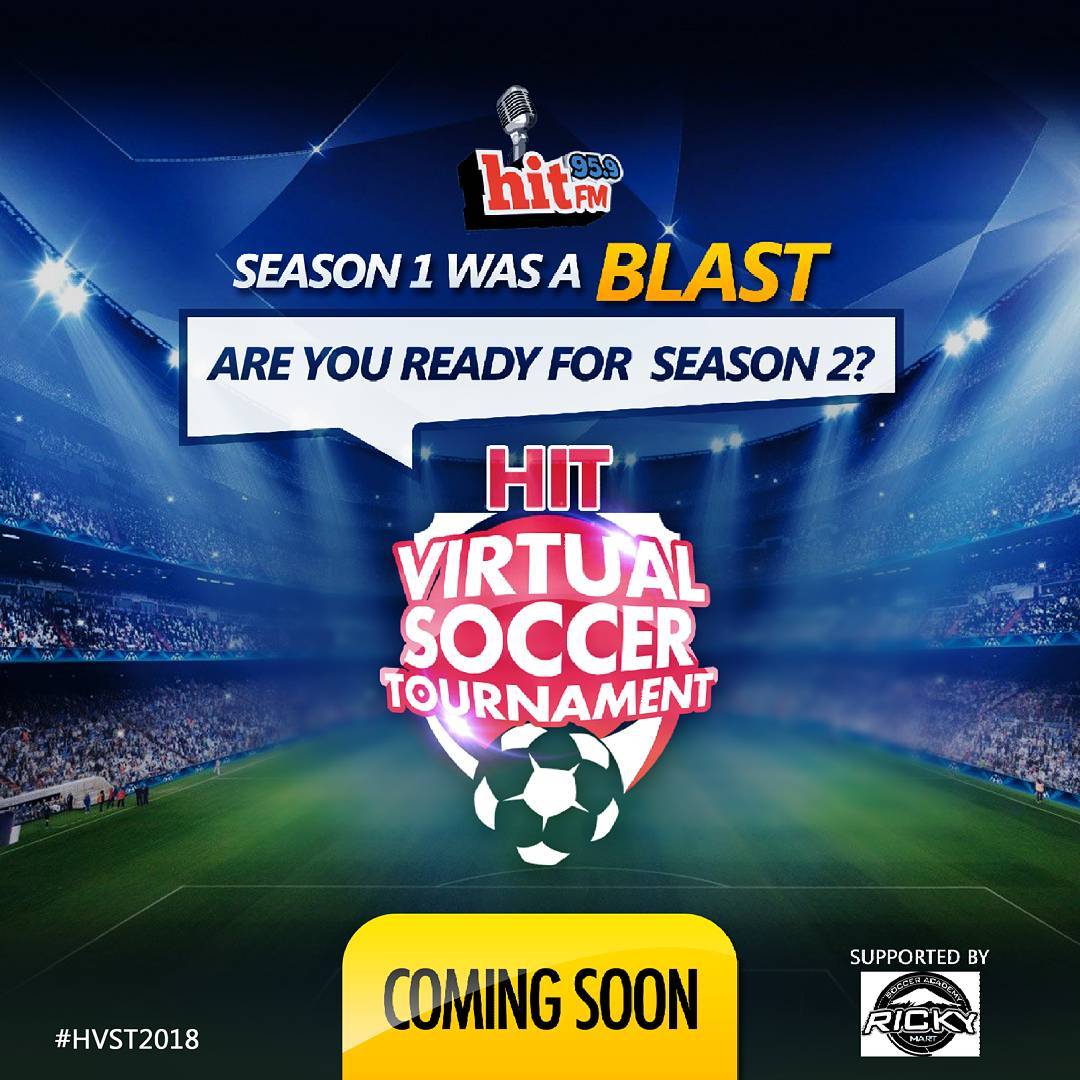 hit 95.9 FM
SEASON 1 WAS A BLAST
ARE YOU READY FOR SEASON 2?
HIT
VIRTUAL
SOCCER
TOURNAMENT
COMING SOON
SUPPORTED BY
SOCCER ACADEMY
RICKY
MART
#HVST2018